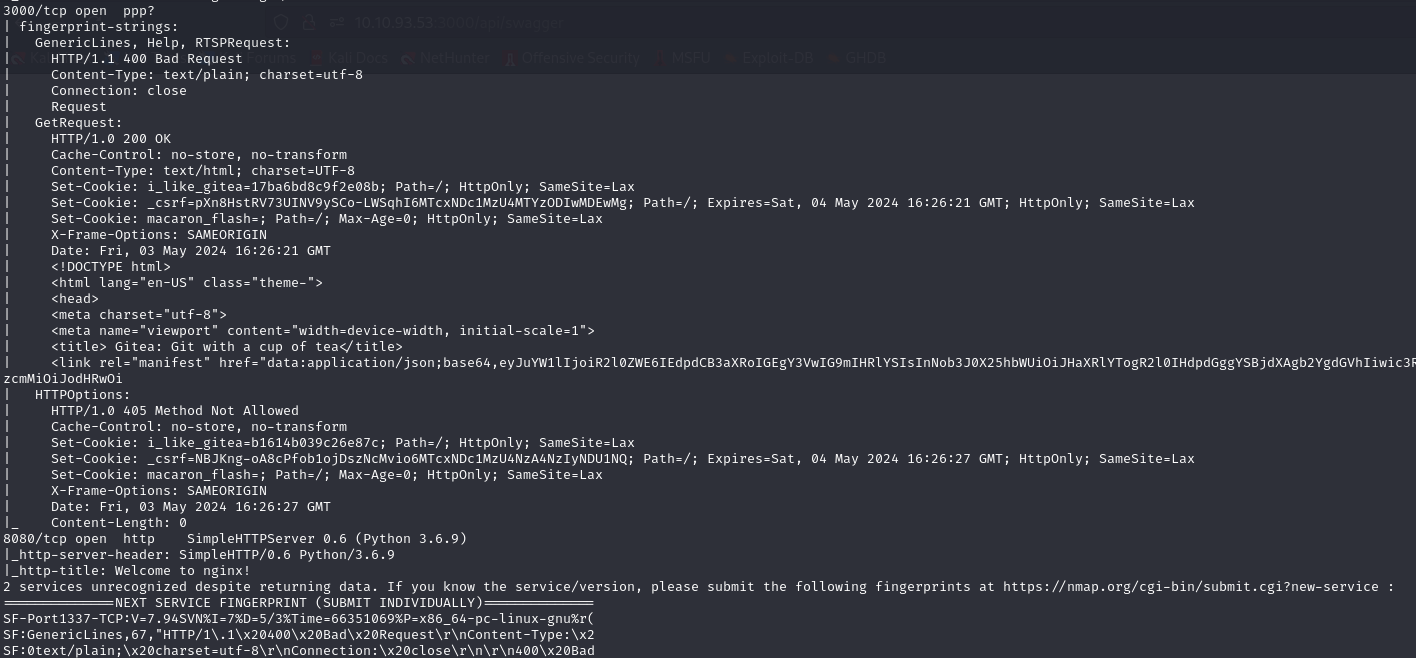 3000/tcp open  ppp?
| fingerprint-strings:
|   GenericLines, Help, RTSPRequest:
|     HTTP/1.1 400 Bad Request
|     Content-Type: text/plain; charset=utf-8
|     Connection: close
|     Request
|   GetRequest:
|     HTTP/1.0 200 OK
|     Cache-Control: no-store, no-transform
|     Content-Type: text/html; charset=UTF-8
|     Set-Cookie: i_like_gitea=17ba6bd8c9f2e08b; Path=/; HttpOnly; SameSite=Lax
|     Set-Cookie: _csrf=pXn8HstRV73UINV9ySCo-LWSqhI6MTcxNDc1MzU4MTYzODIwMDEwMg; Path=/; Expires=Sat, 04 May 2024 16:26:21 GMT; HttpOnly; SameSite=Lax
|     Set-Cookie: macaron_flash=; Path=/; Max-Age=0; HttpOnly; SameSite=Lax
|     X-Frame-Options: SAMEORIGIN
|     Date: Fri, 03 May 2024 16:26:21 GMT
|     <!DOCTYPE html>
|     <html lang="en-US" class="theme-">
|     <head>
|     <meta charset="utf-8">
|     <meta name="viewport" content="width=device-width, initial-scale=1">
|     <title> Gitea: Git with a cup of tea</title>
|     <link rel="manifest" href="data:application/json;base64,eyJuYW1lIjoiR2l0ZWE6IEdpdCB3aXRoIGEgY3VwIG9mIHRlYSIsInNob3J0X25hbWUiOiJHaXRlYTogR2l0IHdpdGggYSBjdXAgb2YgdGVhIiwic3R
zcmMiOiJodHRwOi
|   HTTPOptions:
|     HTTP/1.0 405 Method Not Allowed
|     Cache-Control: no-store, no-transform
|     Set-Cookie: i_like_gitea=b1614b039c26e87c; Path=/; HttpOnly; SameSite=Lax
|     Set-Cookie: _csrf=NBJKng-oA8cPfob1ojDszNcMvio6MTcxNDc1MzU4NzA4NzIyNDU1NQ; Path=/; Expires=Sat, 04 May 2024 16:26:27 GMT; HttpOnly; SameSite=Lax
|     Set-Cookie: macaron_flash=; Path=/; Max-Age=0; HttpOnly; SameSite=Lax
|     X-Frame-Options: SAMEORIGIN
|     Date: Fri, 03 May 2024 16:26:27 GMT
|_    Content-Length: 0
8080/tcp open  http    SimpleHTTPServer 0.6 (Python 3.6.9)
|_http-server-header: SimpleHTTP/0.6 Python/3.6.9
|_http-title: Welcome to nginx!
2 services unrecognized despite returning data. If you know the service/version, please submit the following fingerprints at https://nmap.org/cgi-bin/submit.cgi?new-service :
==============NEXT SERVICE FINGERPRINT (SUBMIT INDIVIDUALLY)==============
SF-Port1337-TCP:V=7.94SVN%I=7%D=5/3%Time=66351069%P=x86_64-pc-linux-gnu%r(
SF:GenericLines,67,"HTTP/1\.1\x20400\x20Bad\x20Request\r\nContent-Type:\x2
SF:0text/plain;\x20charset=utf-8\r\nConnection:\x20close\r\n\r\n400\x20Bad